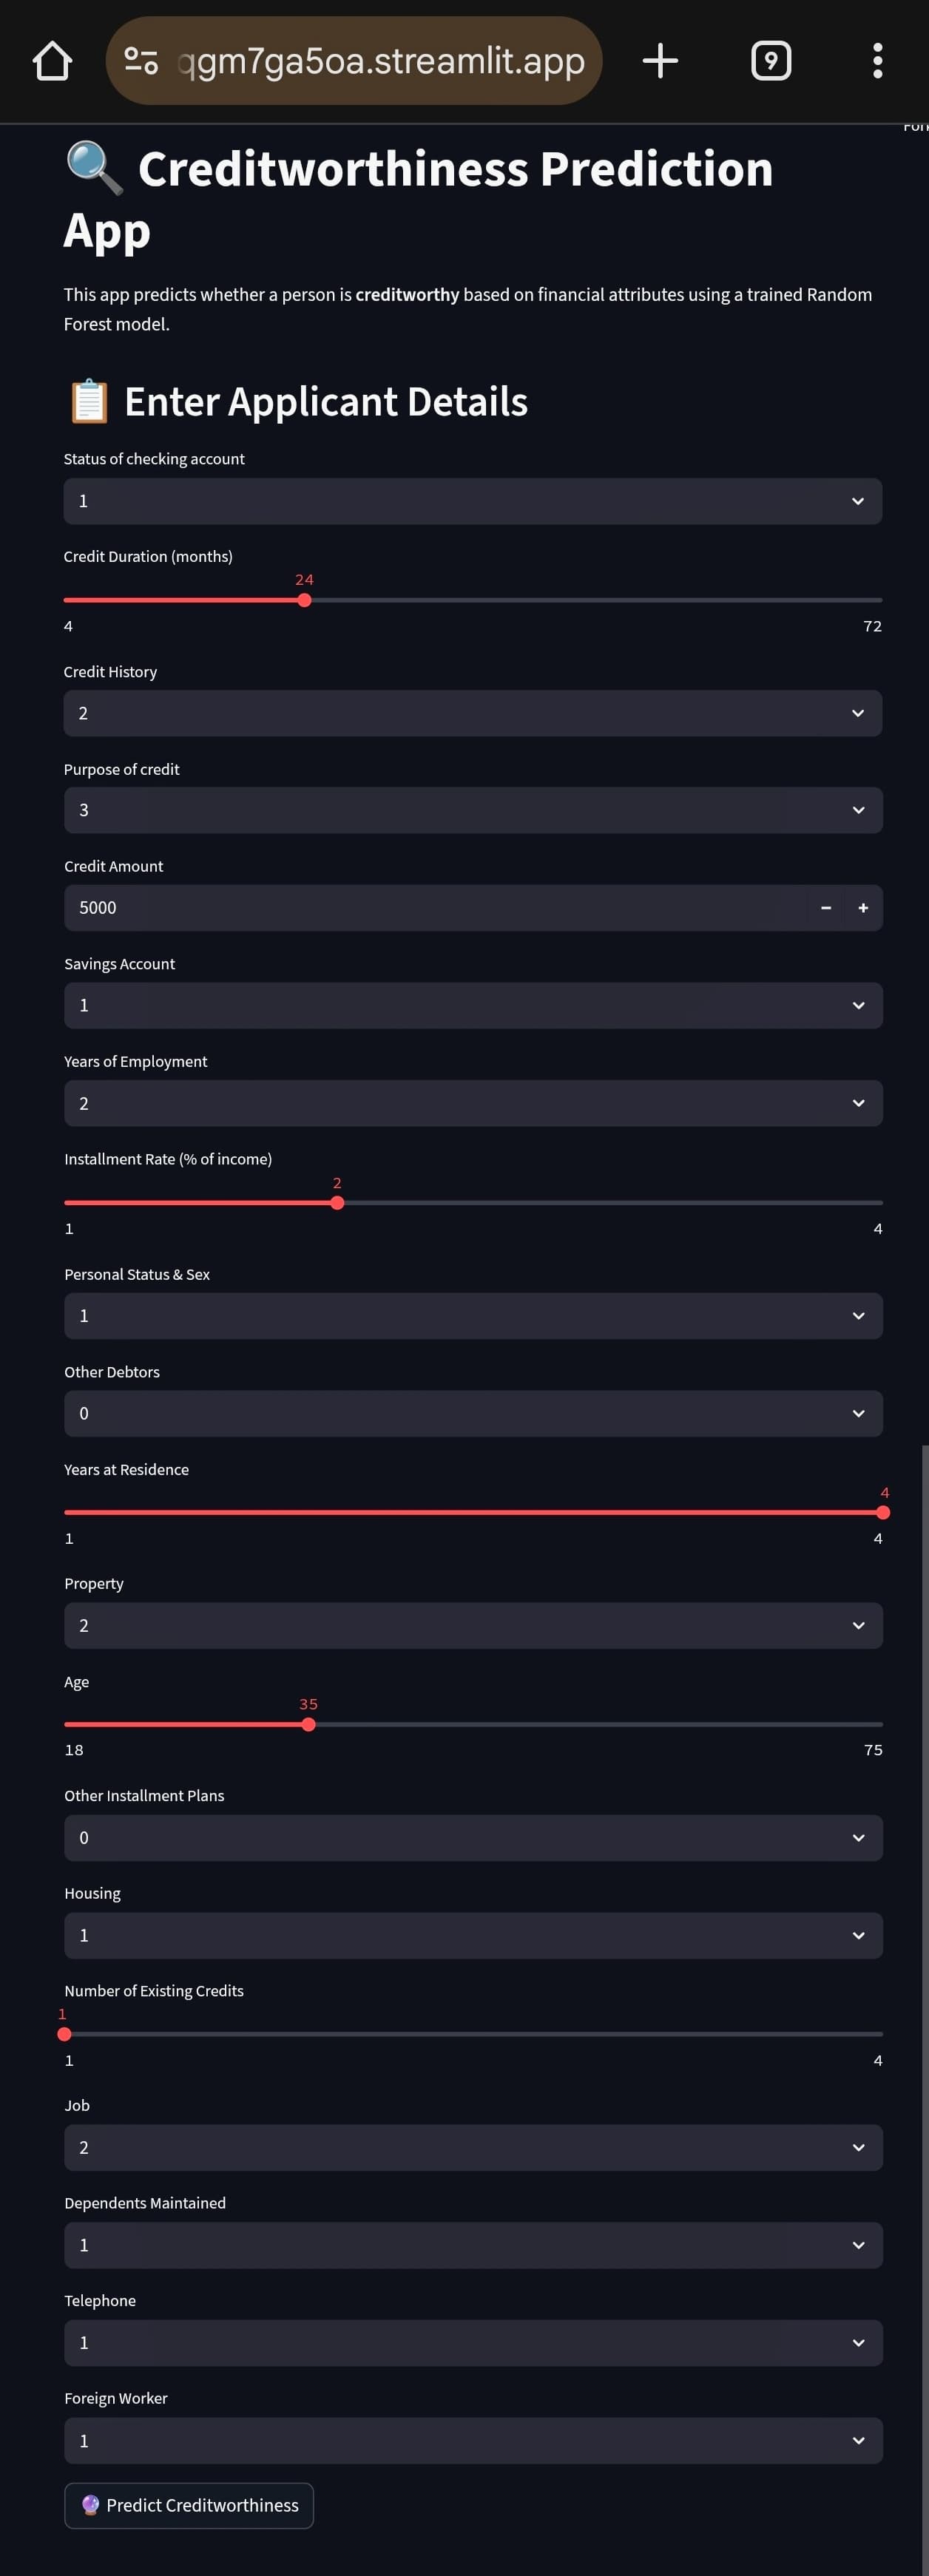 qgm7ga5oa.streamlit.app
9
🔍 Creditworthiness Prediction
App
This app predicts whether a person is creditworthy based on financial attributes using a trained Random
Forest model.
📋 Enter Applicant Details
Status of checking account
1
Credit Duration (months)
24
4 72
Credit History
2
Purpose of credit
3
Credit Amount
5000 − +
Savings Account
1
Years of Employment
2
Installment Rate (% of income)
2
1 4
Personal Status & Sex
1
Other Debtors
0
Years at Residence
4
1 4
Property
2
Age
35
18 75
Other Installment Plans
0
Housing
1
Number of Existing Credits
1
1 4
Job
2
Dependents Maintained
1
Telephone
1
Foreign Worker
1
🔮 Predict Creditworthiness